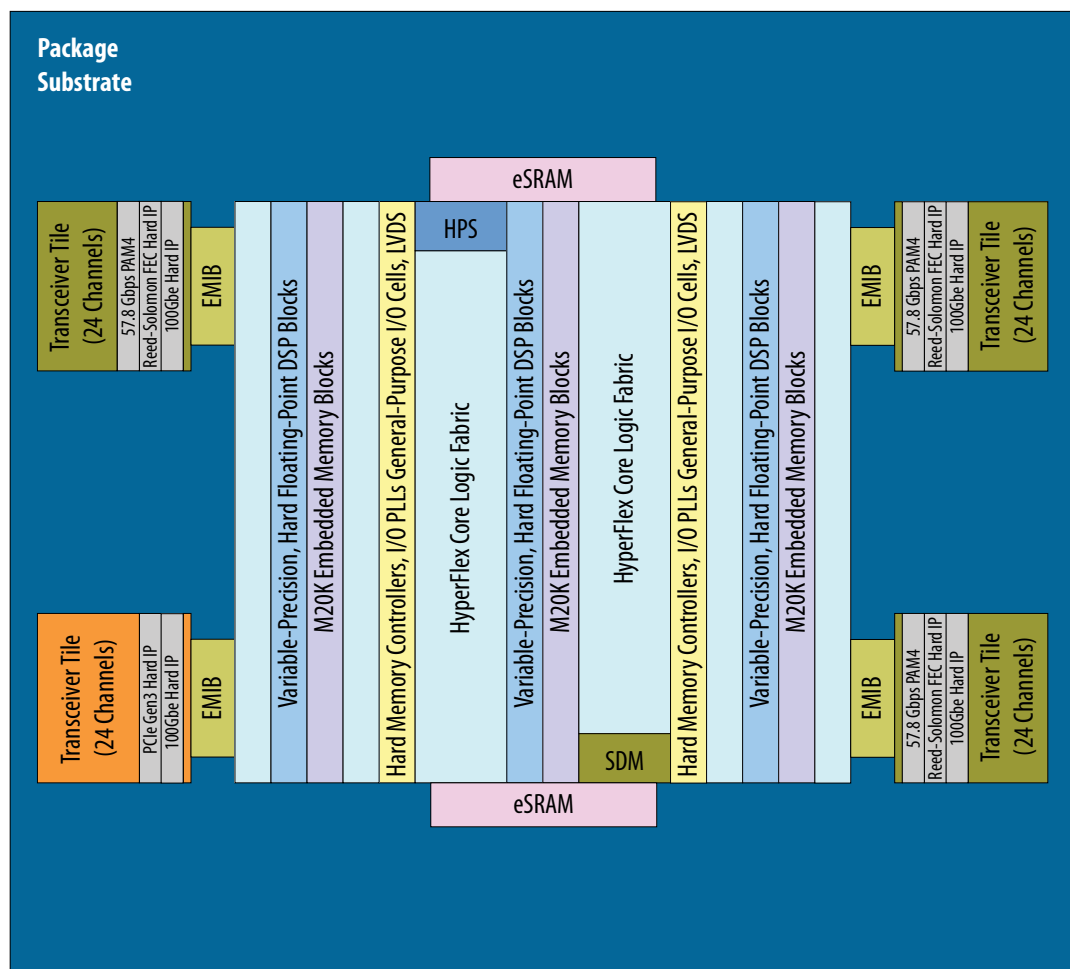 Package
Substrate
eSRAM
Transceiver Tile
(24 Channels)
57.8 Gbps PAM4
Reed-Solomon FEC Hard IP
100Gbe Hard IP
EMIB
Transceiver Tile
(24 Channels)
PCIe Gen3 Hard IP
100Gbe Hard IP
EMIB
Variable-Precision, Hard Floating-Point DSP Blocks
M20K Embedded Memory Blocks
Hard Memory Controllers, I/O PLLs General-Purpose I/O Cells, LVDS
HPS
HyperFlex Core Logic Fabric
Variable-Precision, Hard Floating-Point DSP Blocks
M20K Embedded Memory Blocks
HyperFlex Core Logic Fabric
SDM
Hard Memory Controllers, I/O PLLs General-Purpose I/O Cells, LVDS
Variable-Precision, Hard Floating-Point DSP Blocks
M20K Embedded Memory Blocks
EMIB
57.8 Gbps PAM4
Reed-Solomon FEC Hard IP
100Gbe Hard IP
Transceiver Tile
(24 Channels)
EMIB
57.8 Gbps PAM4
Reed-Solomon FEC Hard IP
100Gbe Hard IP
Transceiver Tile
(24 Channels)
eSRAM